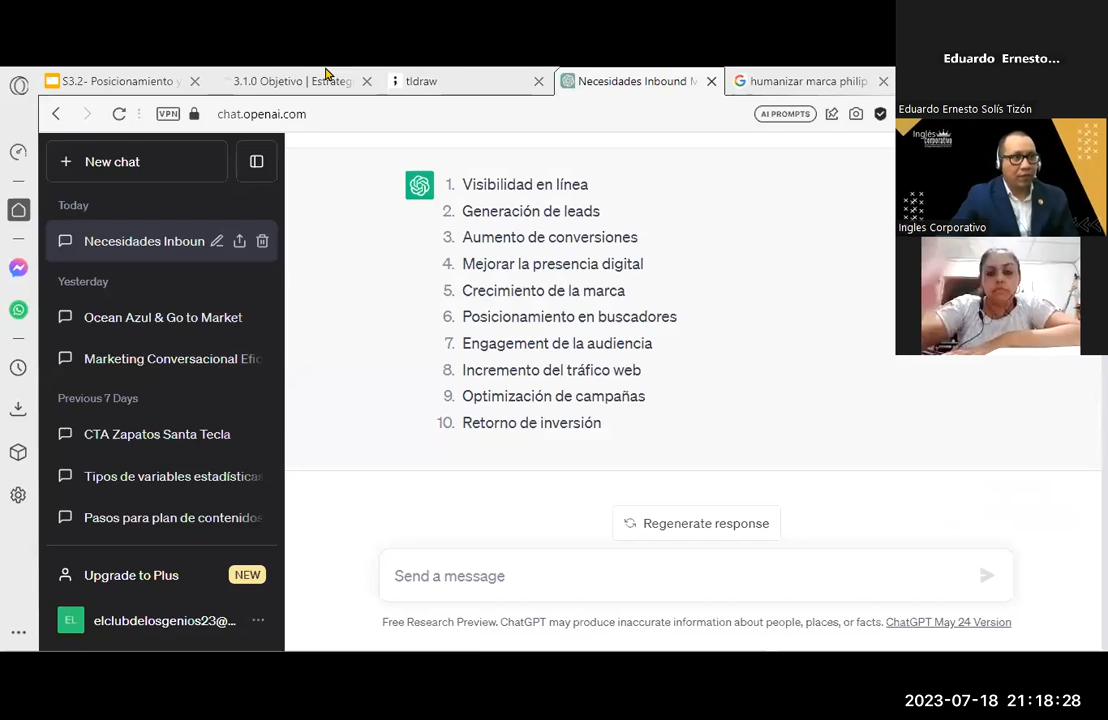 Eduardo Ernesto...
Eduardo Ernesto Solís Tizón
S3.2- Posicionamiento y
3.1.0 Objetivo | Estrateg
tldraw
Necesidades Inbound M
humanizar marca philip
VPN
chat.openai.com
AI PROMPTS
Inglés
Corporativo
Ingles Corporativo
New chat
Today
Necesidades Inboun
Yesterday
Ocean Azul & Go to Market
Marketing Conversacional Efic
Previous 7 Days
CTA Zapatos Santa Tecla
Tipos de variables estadísticas
Pasos para plan de contenidos
Upgrade to Plus
NEW
EL
elclubdelosgenios23@...
1. Visibilidad en línea
2. Generación de leads
3. Aumento de conversiones
4. Mejorar la presencia digital
5. Crecimiento de la marca
6. Posicionamiento en buscadores
7. Engagement de la audiencia
8. Incremento del tráfico web
9. Optimización de campañas
10. Retorno de inversión
Regenerate response
Send a message
Free Research Preview. ChatGPT may produce inaccurate information about people, places, or facts. ChatGPT May 24 Version
2023-07-18 21:18:28